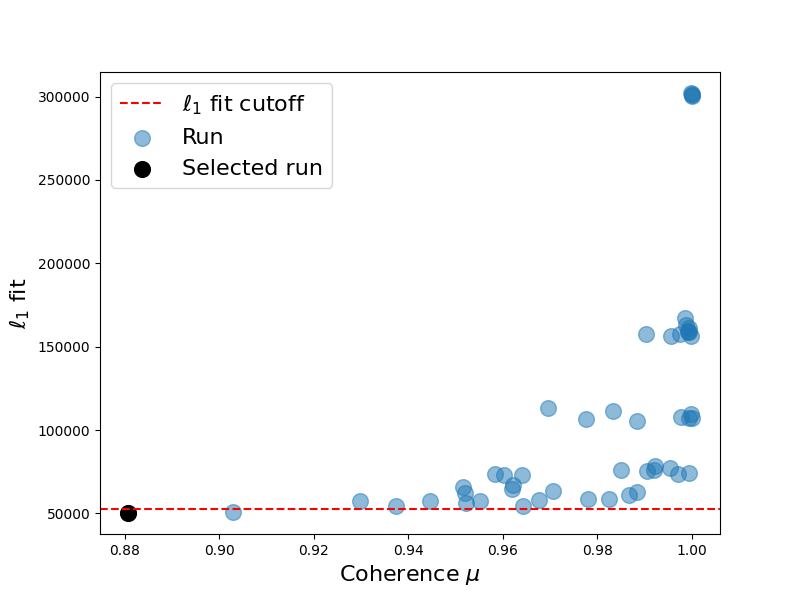 300000
250000
200000
150000
100000
50000
ℓ1 fit
ℓ1 fit cutoff
Run
Selected run
0.88 0.90 0.92 0.94 0.96 0.98 1.00
Coherence μ